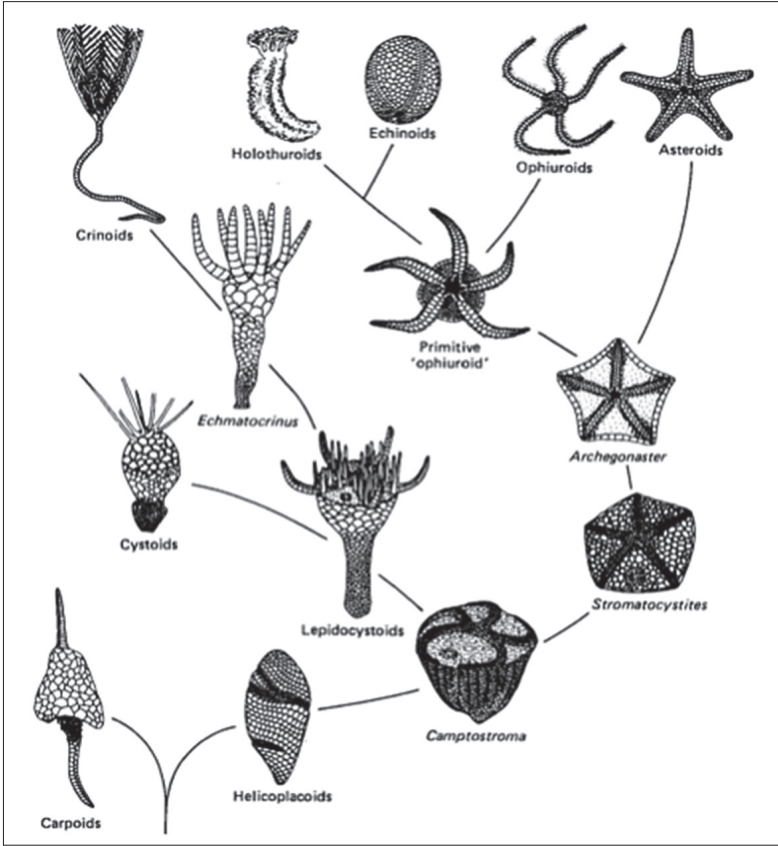 Holothuroids
Echinoids
Ophiuroids
Asteroids
Crinoids
Primitive
'ophiuroid'
Echmatocrinus
Archegonaster
Cystoids
Stromatocystites
Lepidocystoids
Camptostroma
Helicoplacoids
Carpoids